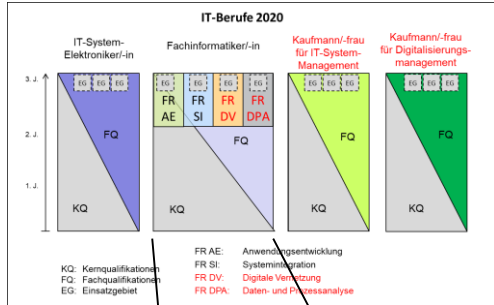 IT-Berufe 2020
IT-System-
Elektroniker/-in
Fachinformatiker/-in
Kaufmann/-frau
für IT-System-
Management
Kaufmann/-frau
für Digitalisierungs-
management
3. J.
2. J.
1. J.
EG EG EG
FQ
KQ
EG EG EG EG
FR AE
FR SI
FR DV
FR DPA
FQ
KQ
EG EG EG
FQ
KQ
EG EG EG
FQ
KQ
KQ: Kernqualifikationen
FQ: Fachqualifikationen
EG: Einsatzgebiet
FR AE: Anwendungsentwicklung
FR SI: Systemintegration
FR DV: Digitale Vernetzung
FR DPA: Daten- und Prozessanalyse